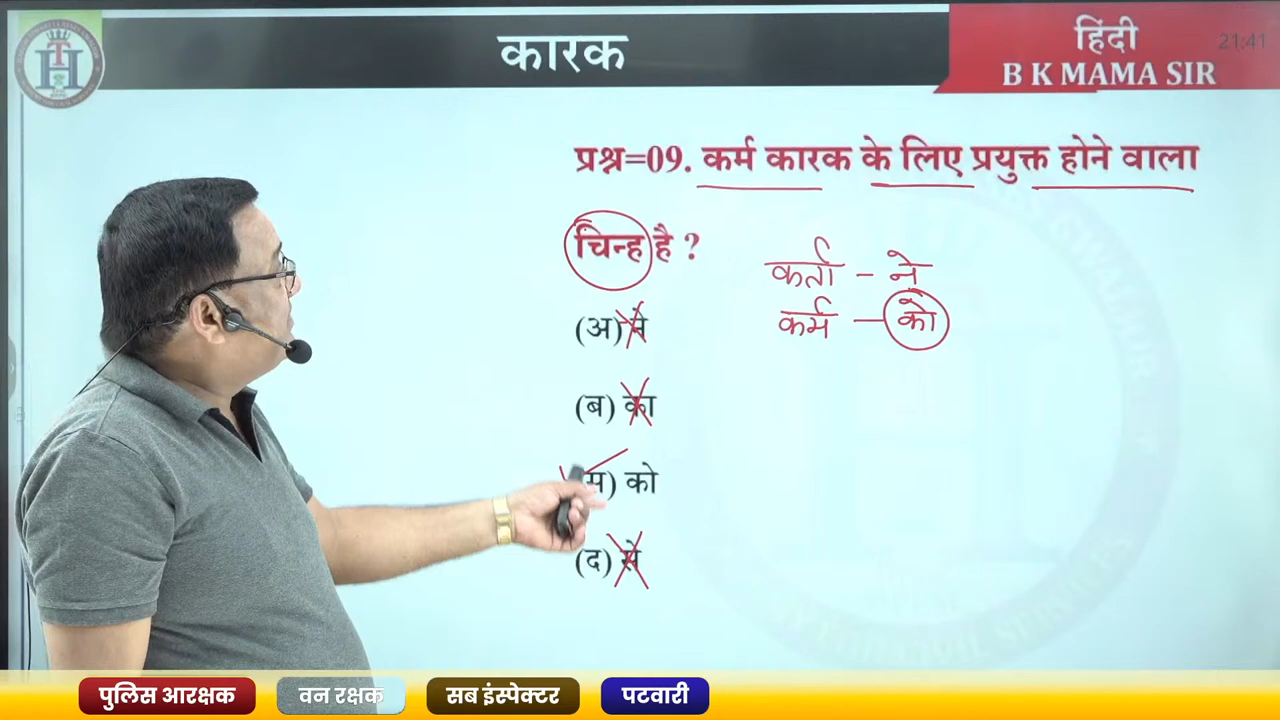 कारक
हिंदी
21:41
B K MAMA SIR
प्रश्न=09. कर्म कारक के लिए प्रयुक्त होने वाला
चिन्ह है ?
कर्ता - ने
कर्म - को
(अ) ने
(ब) का
(स) को
(द) से
पुलिस आरक्षक
वन रक्षक
सब इंस्पेक्टर
पटवारी